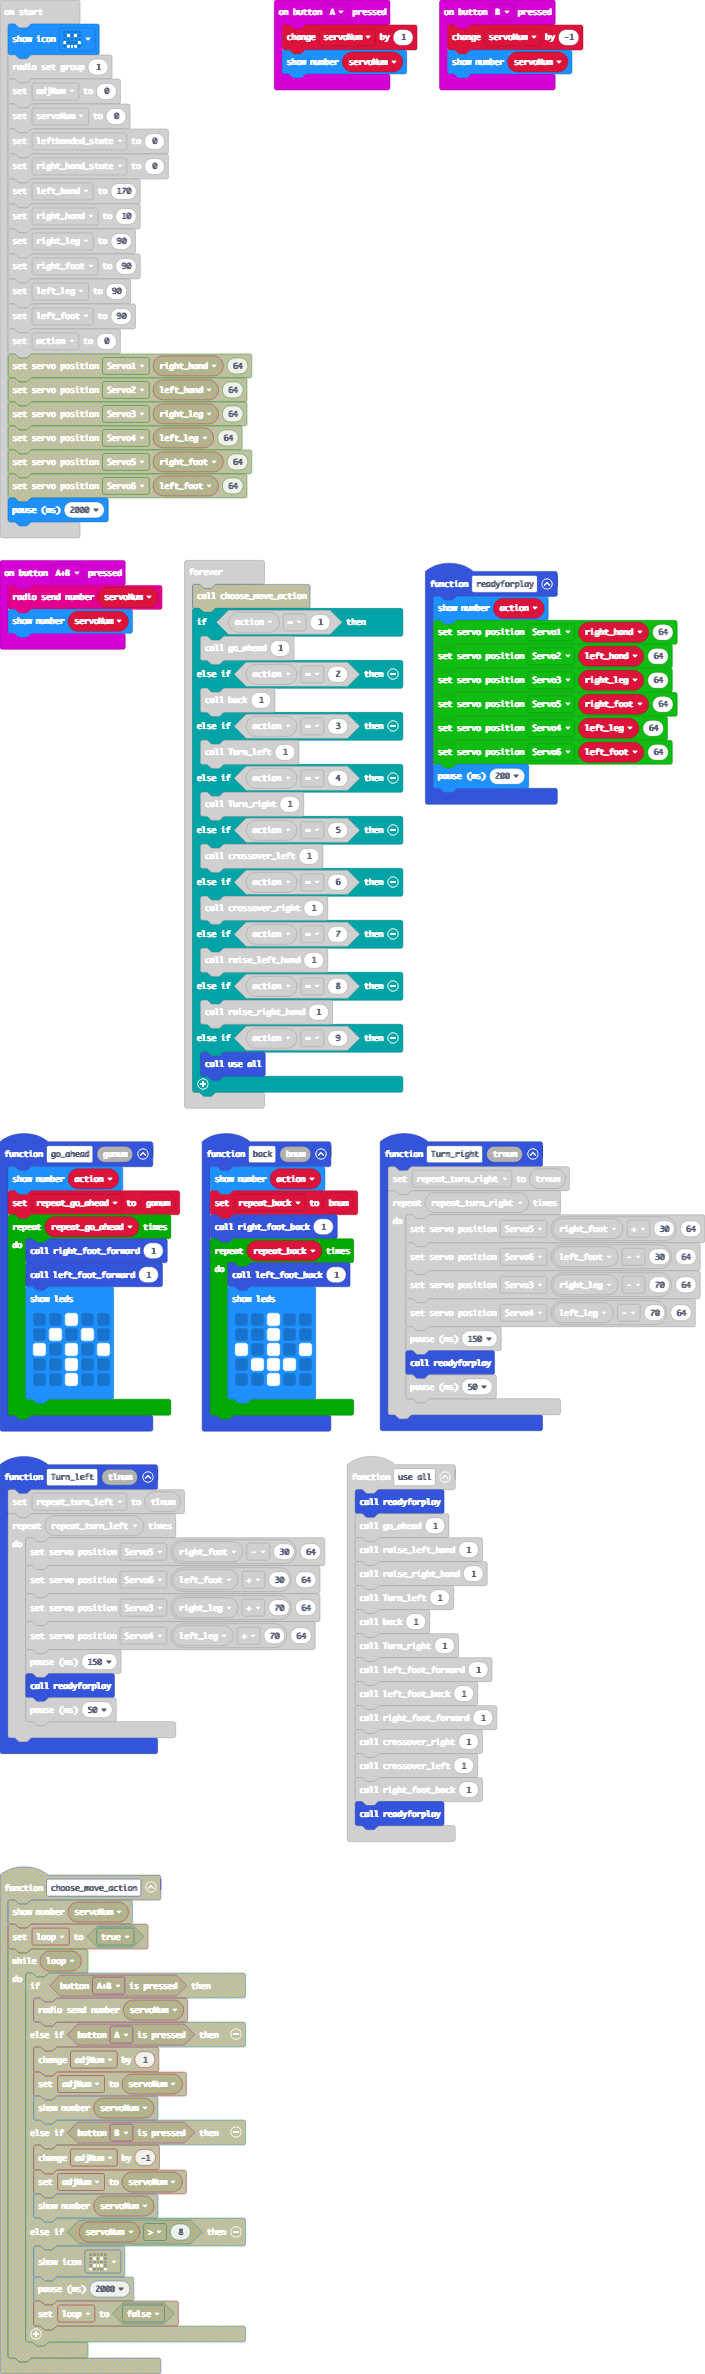 on start
show icon
radio set group 1
set adjNum to 0
set servoNum to 0
set lefthanded_state to 0
set right_hand_state to 0
set left_hand to 170
set right_hand to 10
set right_leg to 90
set right_foot to 90
set left_leg to 90
set left_foot to 90
set action to 0
set servo position Servo1 right_hand 64
set servo position Servo2 left_hand 64
set servo position Servo3 right_leg 64
set servo position Servo4 left_leg 64
set servo position Servo5 right_foot 64
set servo position Servo6 left_foot 64
pause (ms) 2000
on button A pressed
change servoNum by 1
show number servoNum
on button B pressed
change servoNum by -1
show number servoNum
on button A+B pressed
radio send number servoNum
show number servoNum
forever
call choose_move_action
if action = 1 then
call go_ahead 1
else if action = 2 then
call back 1
else if action = 3 then
call Turn_left 1
else if action = 4 then
call Turn_right 1
else if action = 5 then
call crossover_left 1
else if action = 6 then
call crossover_right 1
else if action = 7 then
call raise_left_hand 1
else if action = 8 then
call raise_right_hand 1
else if action = 9 then
call use all
function readyforplay
show number action
set servo position Servo1 right_hand 64
set servo position Servo2 left_hand 64
set servo position Servo3 right_leg 64
set servo position Servo5 right_foot 64
set servo position Servo4 left_leg 64
set servo position Servo6 left_foot 64
pause (ms) 200
function go_ahead ganum
show number action
set repeat_go_ahead to ganum
repeat repeat_go_ahead times
do
call right_foot_forward 1
call left_foot_forward 1
show leds
function back bnum
show number action
set repeat_back to bnum
call right_foot_back 1
repeat repeat_back times
do
call left_foot_back 1
show leds
function Turn_right trnum
set repeat_turn_right to trnum
repeat repeat_turn_right times
do
set servo position Servo5 right_foot + 30 64
set servo position Servo6 left_foot - 30 64
set servo position Servo3 right_leg - 70 64
set servo position Servo4 left_leg - 70 64
pause (ms) 150
call readyforplay
pause (ms) 50
function Turn_left tlnum
set repeat_turn_left to tlnum
repeat repeat_turn_left times
do
set servo position Servo5 right_foot - 30 64
set servo position Servo6 left_foot + 30 64
set servo position Servo3 right_leg + 70 64
set servo position Servo4 left_leg + 70 64
pause (ms) 150
call readyforplay
pause (ms) 50
function use all
call readyforplay
call go_ahead 1
call raise_left_hand 1
call raise_right_hand 1
call Turn_left 1
call back 1
call Turn_right 1
call left_foot_forward 1
call left_foot_back 1
call right_foot_forward 1
call crossover_right 1
call crossover_left 1
call right_foot_back 1
call readyforplay
function choose_move_action
show number servoNum
set loop to true
while loop
do
if button A+B is pressed then
radio send number servoNum
else if button A is pressed then
change adjNum by 1
set adjNum to servoNum
show number servoNum
else if button B is pressed then
change adjNum by -1
set adjNum to servoNum
show number servoNum
else if servoNum > 8 then
show icon
pause (ms) 2000
set loop to false